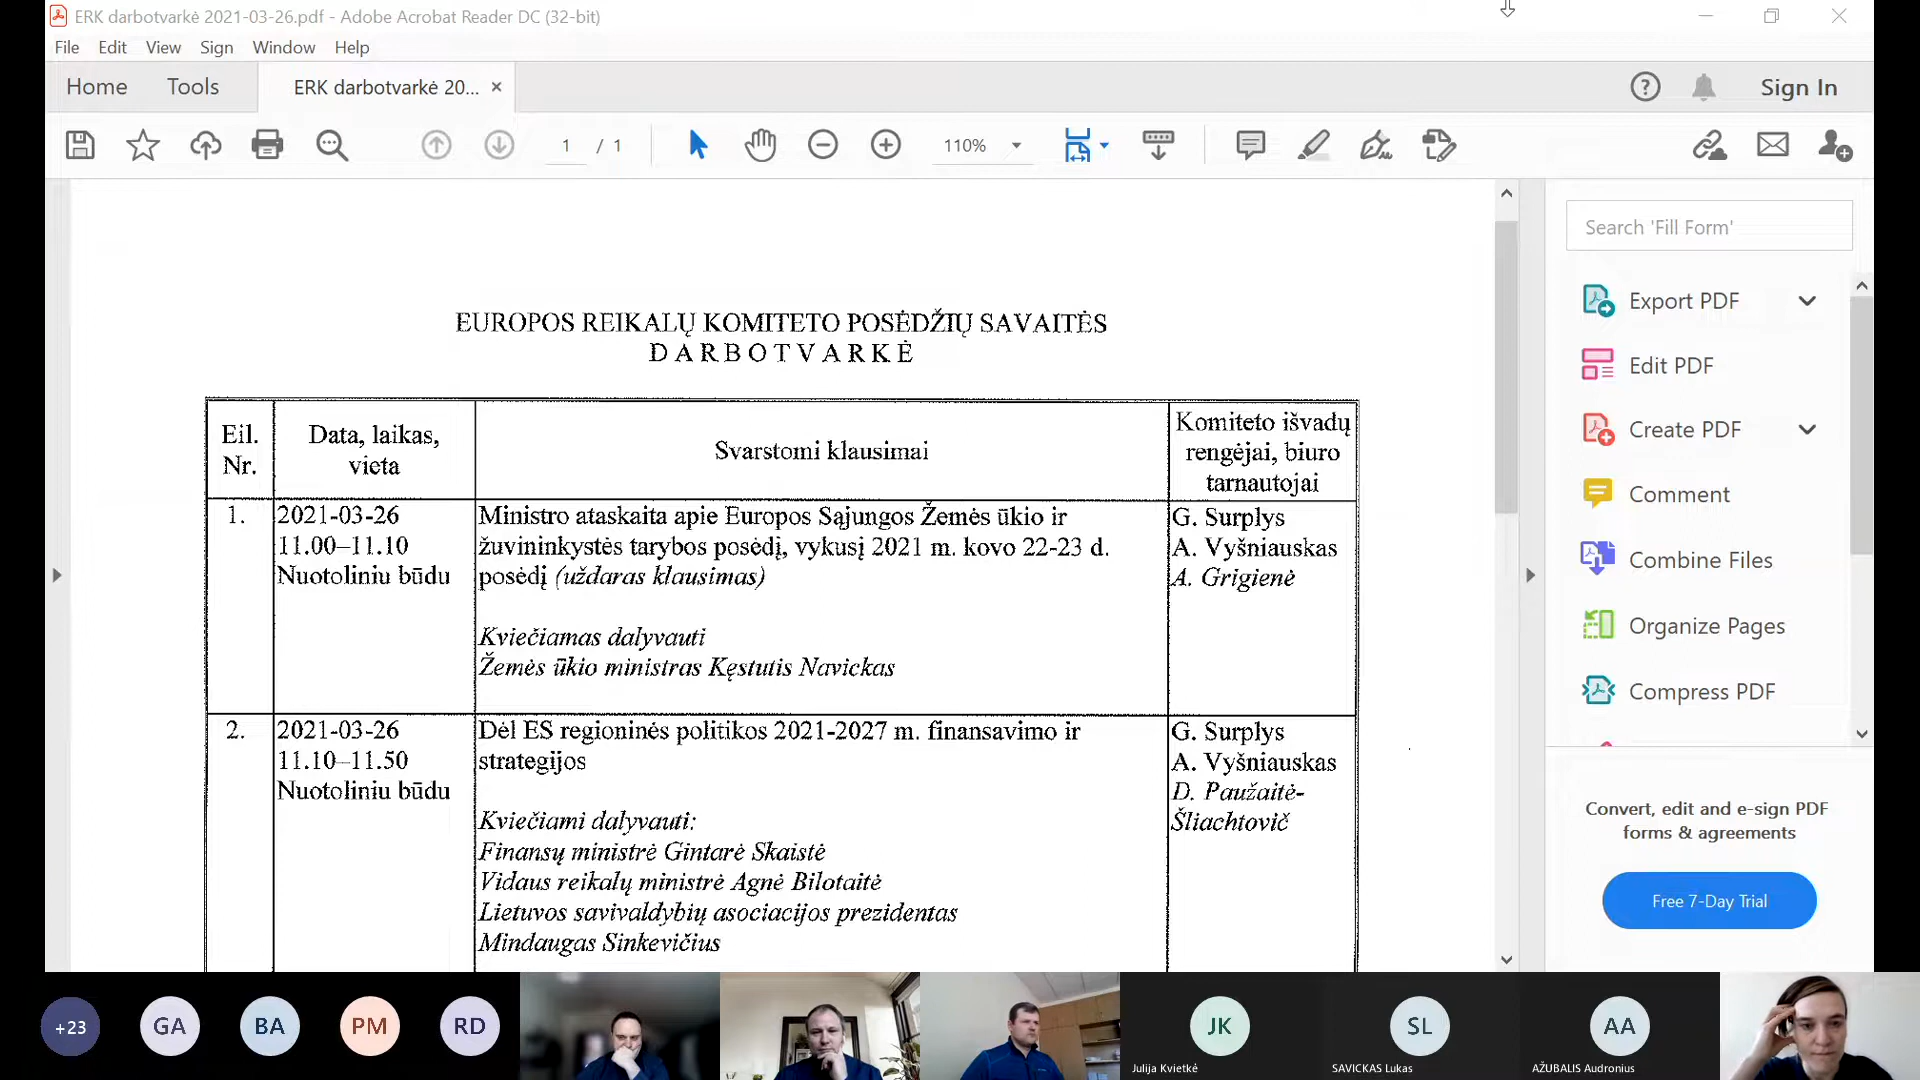 ERK darbotvarkė 2021-03-26.pdf - Adobe Acrobat Reader DC (32-bit)
File Edit View Sign Window Help
Home Tools ERK darbotvarkė 20... × Sign In
1 / 1 110%
Search 'Fill Form'
Export PDF
Edit PDF
Create PDF
Comment
Combine Files
Organize Pages
Compress PDF
Convert, edit and e-sign PDF
forms & agreements
Free 7-Day Trial
EUROPOS REIKALŲ KOMITETO POSĖDŽIŲ SAVAITĖS
D A R B O T V A R K Ė
Eil.
Nr.
Data, laikas,
vieta
Svarstomi klausimai
Komiteto išvadų
rengėjai, biuro
tarnautojai
1.
2021-03-26
11.00–11.10
Nuotoliniu būdu
Ministro ataskaita apie Europos Sąjungos Žemės ūkio ir
žuvininkystės tarybos posėdį, vykusį 2021 m. kovo 22-23 d.
posėdį (uždaras klausimas)
Kviečiamas dalyvauti
Žemės ūkio ministras Kęstutis Navickas
G. Surplys
A. Vyšniauskas
A. Grigienė
2.
2021-03-26
11.10–11.50
Nuotoliniu būdu
Dėl ES regioninės politikos 2021-2027 m. finansavimo ir
strategijos
Kviečiami dalyvauti:
Finansų ministrė Gintarė Skaistė
Vidaus reikalų ministrė Agnė Bilotaitė
Lietuvos savivaldybių asociacijos prezidentas
Mindaugas Sinkevičius
G. Surplys
A. Vyšniauskas
D. Paužaitė-
Šliachtovič
+23 GA BA PM RD JK SL AA
Julija Kvietkė
SAVICKAS Lukas
AŽUBALIS Audronius